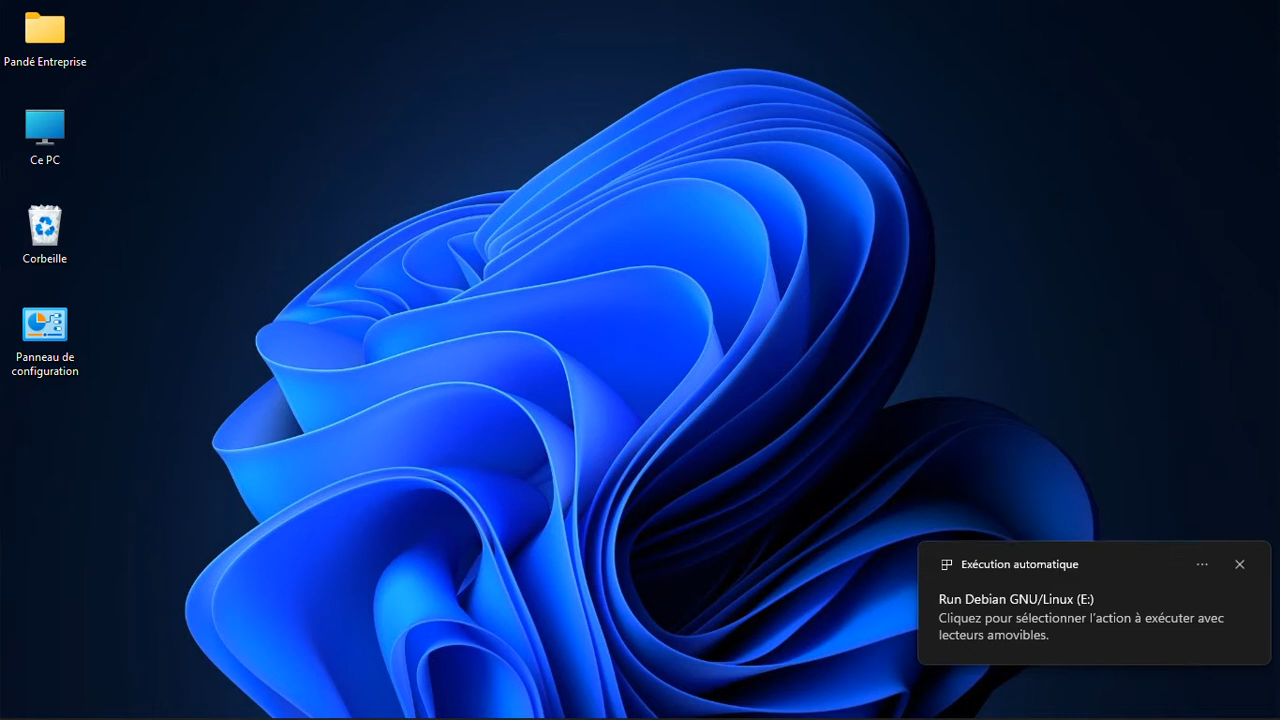 Pandé Entreprise
Ce PC
Corbeille
Panneau de
configuration
Exécution automatique
Run Debian GNU/Linux (E:)
Cliquez pour sélectionner l'action à exécuter avec
lecteurs amovibles.